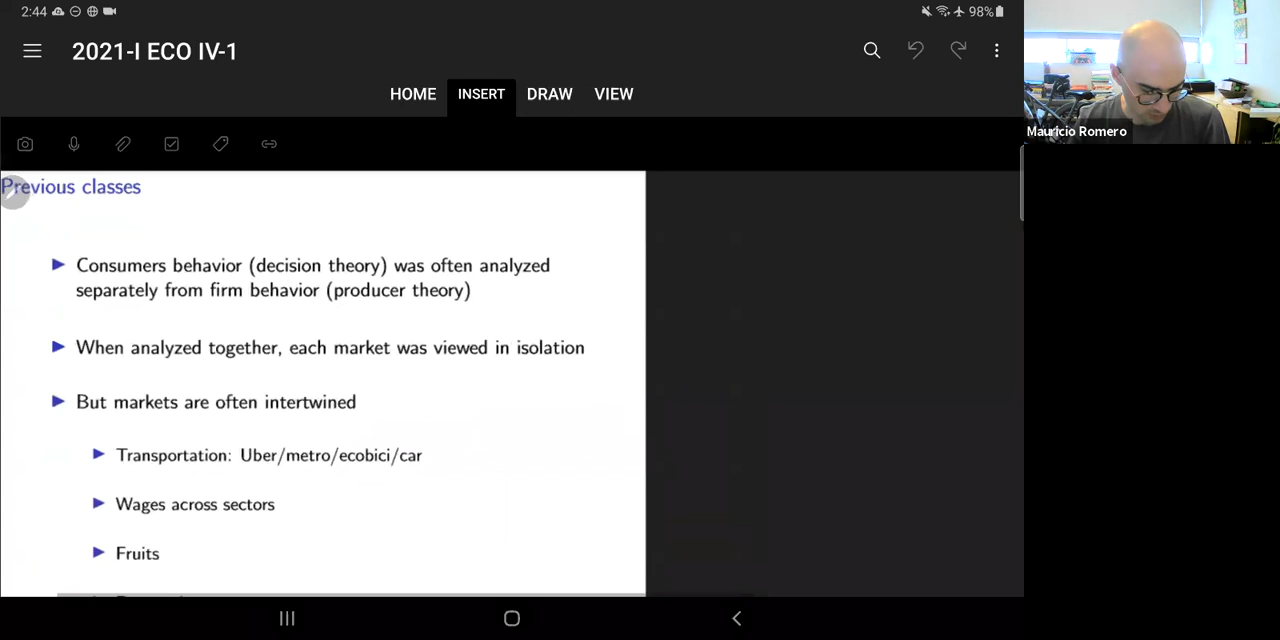 2:44
98%
2021-I ECO IV-1
HOME INSERT DRAW VIEW
Mauricio Romero
Previous classes
Consumers behavior (decision theory) was often analyzed
separately from firm behavior (producer theory)
When analyzed together, each market was viewed in isolation
But markets are often intertwined
Transportation: Uber/metro/ecobici/car
Wages across sectors
Fruits